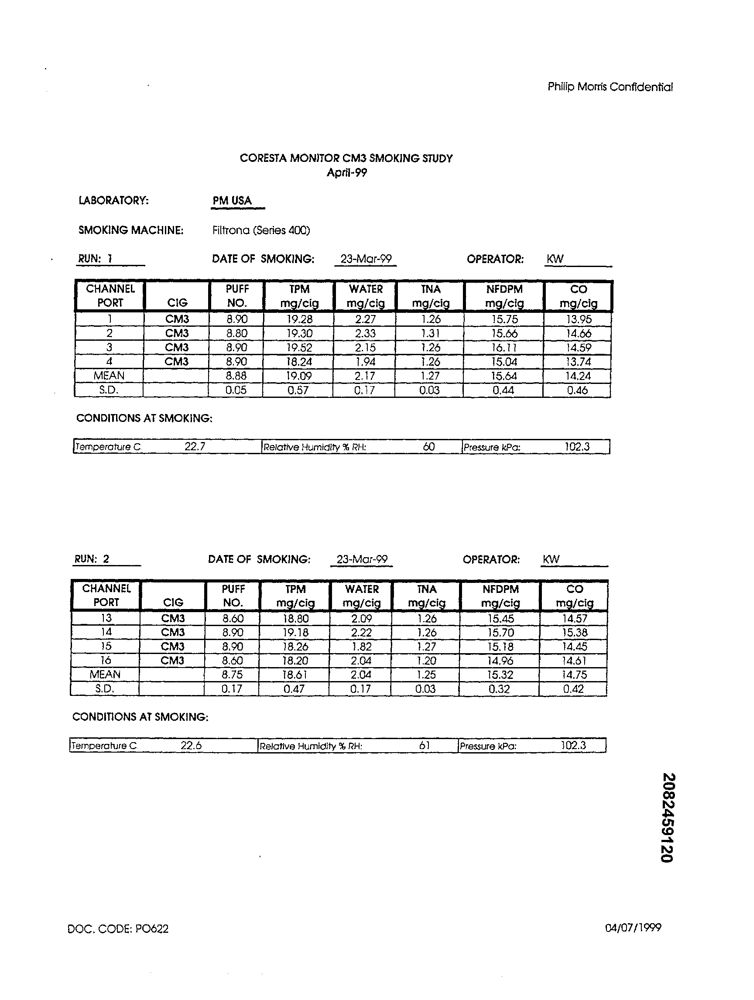 Philip Morris Confidential
CORESTA MONITOR CM3 SMOKING STUDY
April-99
LABORATORY: PM USA
SMOKING MACHINE: Filtrona (Series 400)
RUN: 1 DATE OF SMOKING: 23-Mar-99 OPERATOR: KW
CHANNEL PUFF TPM WATER TNA NFDPM CO
PORT CIG NO. mg/cig mg/cig mg/cig mg/cig mg/cig
1 CM3 8.90 19.28 2.27 1.26 15.75 13.95
2 CM3 8.80 19.30 2.33 1.31 15.66 14.66
3 CM3 8.90 19.52 2.15 1.26 16.11 14.59
4 CM3 8.90 18.24 1.94 1.26 15.04 13.74
MEAN 8.88 19.09 2.17 1.27 15.64 14.24
S.D. 0.05 0.57 0.17 0.03 0.44 0.46
CONDITIONS AT SMOKING:
Temperature C 22.7 Relative Humidity % RH: 60 Pressure kPa: 102.3
RUN: 2 DATE OF SMOKING: 23-Mar-99 OPERATOR: KW
CHANNEL PUFF TPM WATER TNA NFDPM CO
PORT CIG NO. mg/cig mg/cig mg/cig mg/cig mg/cig
13 CM3 8.60 18.80 2.09 1.26 15.45 14.57
14 CM3 8.90 19.18 2.22 1.26 15.70 15.38
15 CM3 8.90 18.26 1.82 1.27 15.18 14.45
16 CM3 8.60 18.20 2.04 1.20 14.96 14.61
MEAN 8.75 18.61 2.04 1.25 15.32 14.75
S.D. 0.17 0.47 0.17 0.03 0.32 0.42
CONDITIONS AT SMOKING:
Temperature C 22.6 Relative Humidity % RH: 61 Pressure kPa: 102.3
2082459120
DOC. CODE: PO622 04/07/1999